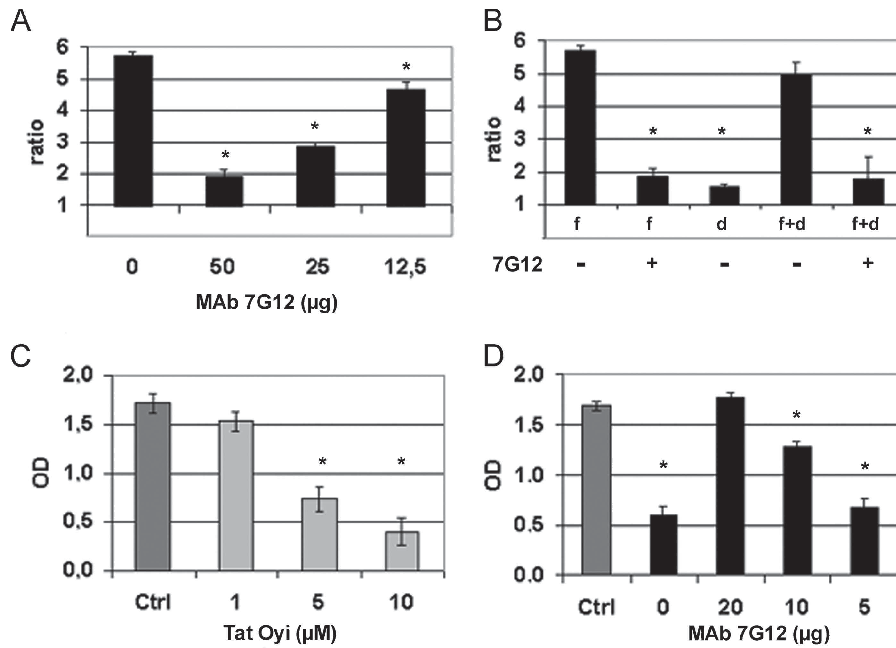 A
6
5
4
3
2
1
ratio
*
*
*
0 50 25 12,5
MAb 7G12 (µg)
B
6
5
4
3
2
1
ratio
* * *
f f d f+d f+d
7G12 - + - - +
C
2.0
1.5
1.0
0.5
0.0
OD
* *
Ctrl 1 5 10
Tat Oyi (µM)
D
2.0
1.5
1.0
0.5
0.0
OD
*
*
*
Ctrl 0 20 10 5
MAb 7G12 (µg)